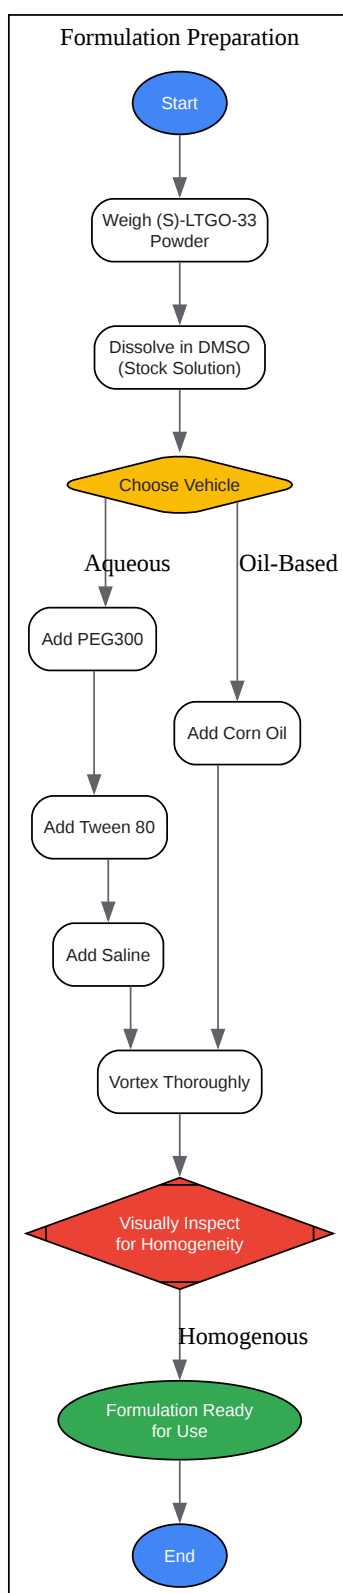 Formulation Preparation
Start
Weigh (S)-LTGO-33
Powder
Dissolve in DMSO
(Stock Solution)
Choose Vehicle
Aqueous
Oil-Based
Add PEG300
Add Corn Oil
Add Tween 80
Add Saline
Vortex Thoroughly
Visually Inspect
for Homogeneity
Homogenous
Formulation Ready
for Use
End